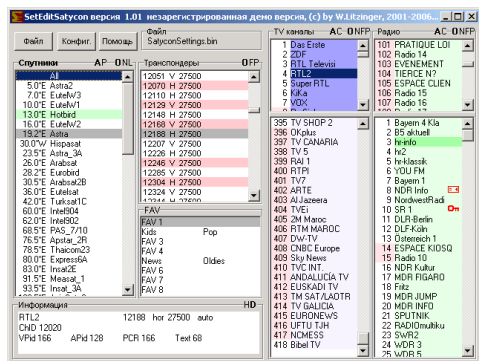 SetEditSatycon версия 1.01 незарегистрированная демо версия, (c) by W.Litzinger, 2001-2006...
Файл
Конфиг.
Помощь
Файл
SatyconSettings.bin
Спутники AP ONL
All
5.0°E Astra2
7.0°E EutelW3
10.0°E EutelW1
13.0°E Hotbird
16.0°E EutelW2
19.2°E Astra
30.0°W Hispasat
23.5°E Astra_3A
26.0°E Arabsat
28.2°E Eurobird
30.5°E Arabsat2B
36.0°E Eutelsat
42.0°E Turksat1C
60.0°E Intel904
62.0°E Intel902
68.5°E PAS_7/10
76.5°E Apstar_2R
78.5°E Thaicom23
80.0°E Express6A
83.0°E Insat2E
91.5°E Measat_1
93.5°E Insat_3A
Транспондеры OFP
12051 V 27500
12070 H 27500
12110 H 27500
12129 V 27500
12148 H 27500
12168 V 27500
12188 H 27500
12207 V 27500
12226 H 27500
12246 V 27500
12285 V 27500
12304 H 27500
12324 V 27500
12344 H 27500
FAV
FAV 1
Kids Pop
FAV 3
FAV 4
News Oldies
FAV 6
FAV 7
FAV 8
TV каналы AC ONFP
1 Das Erste
2 ZDF
3 RTL Televisi
4 RTL2
5 Super RTL
6 KiKa
7 VOX
395 TV SHOP 2
396 OKplus
397 TV CANARIA
398 TV 5
399 RAI 1
400 RTPI
401 TV7
402 ARTE
403 Al Jazeera
404 TVEi
405 2M Maroc
406 RTM MAROC
407 DW-TV
408 CNBC Europe
409 Sky News
410 TVC INT.
411 ANDALUCÍA TV
412 EUSKADI TV
413 TM SAT/LAOTR
414 TV GALICIA
415 EURONEWS
416 UFTU TJH
417 NCMESS
418 Bibel TV
Радио AC ONFP
101 PRATIQUE LOI
102 R
103 EVENEMENT
104 TIERCE N?
105 ESPACE CLIEN
106 Radio 15
107 Radio 16
1 Bayern 4 Kla
2 B5 aktuell
3 hr-info
4 hr2
5 hr-klassik
6 YOU FM
7 Bayern 1
8 NDR Info
9 NordwestRadi
10 SR 1
11 DLR-Berlin
12 DLF-Köln
13 Österreich 1
14 ESPACE KIOSQ
15 Radio 10
16 NDR Kultur
17 MDR FIGARO
18 Fritz
19 MDR JUMP
20 MDR INFO
21 SPUTNIK
22 RADIOmultiku
23 SWR2
24 WDR 3
25 WDR 5
Информация HD
RTL2 12188 hor 27500 auto
ChID 12020
VPid 166 APid 128 PCR 166 Text 68